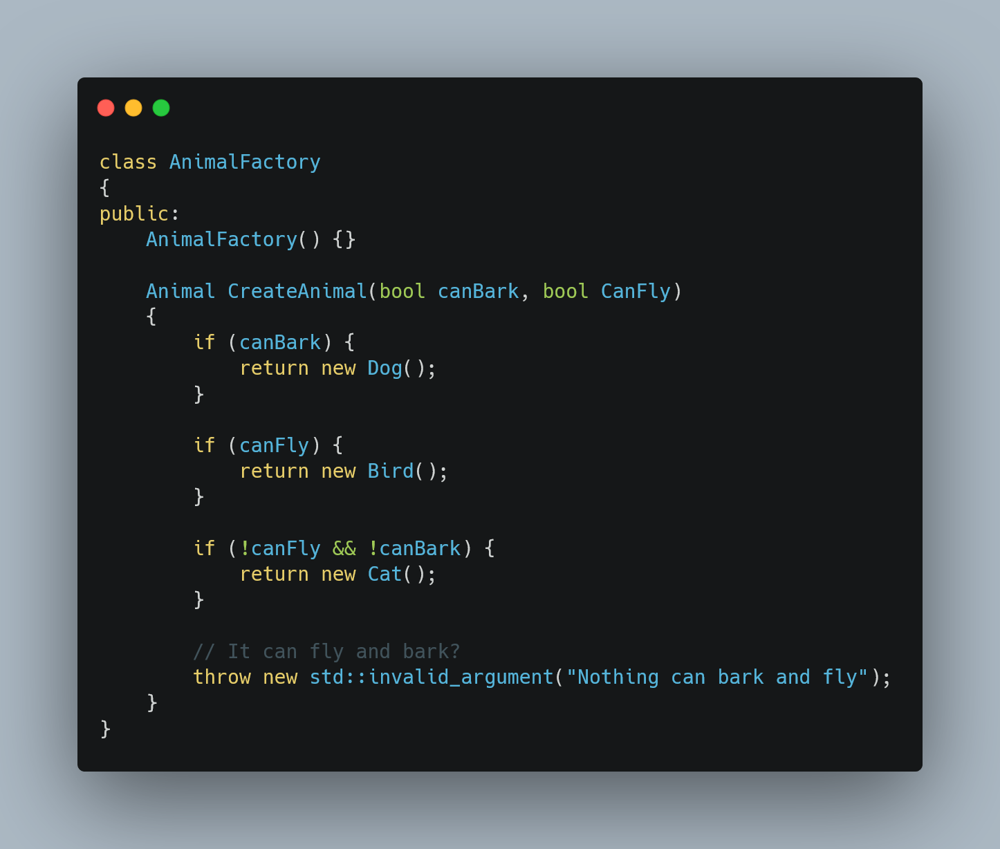 class AnimalFactory
{
public:
    AnimalFactory() {}

    Animal CreateAnimal(bool canBark, bool CanFly)
    {
        if (canBark) {
            return new Dog();
        }

        if (canFly) {
            return new Bird();
        }

        if (!canFly && !canBark) {
            return new Cat();
        }

        // It can fly and bark?
        throw new std::invalid_argument("Nothing can bark and fly");
    }
}